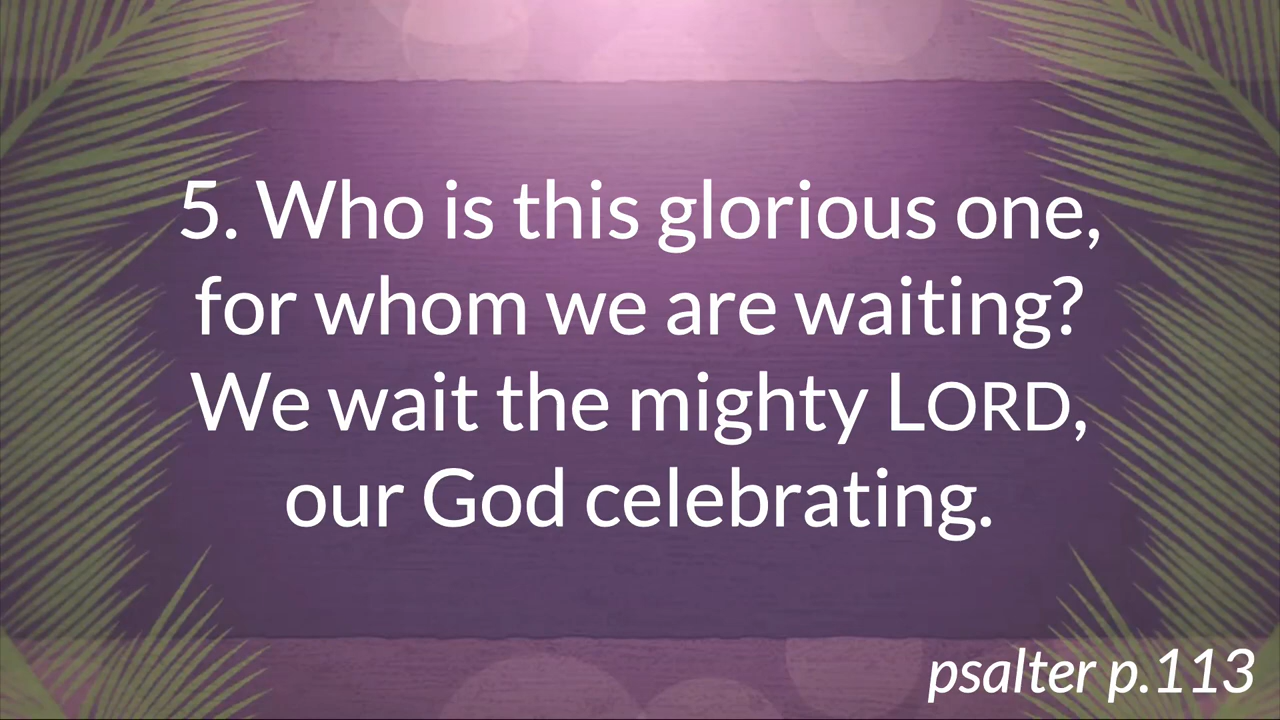 5. Who is this glorious one,
for whom we are waiting?
We wait the mighty LORD,
our God celebrating.
psalter p.113